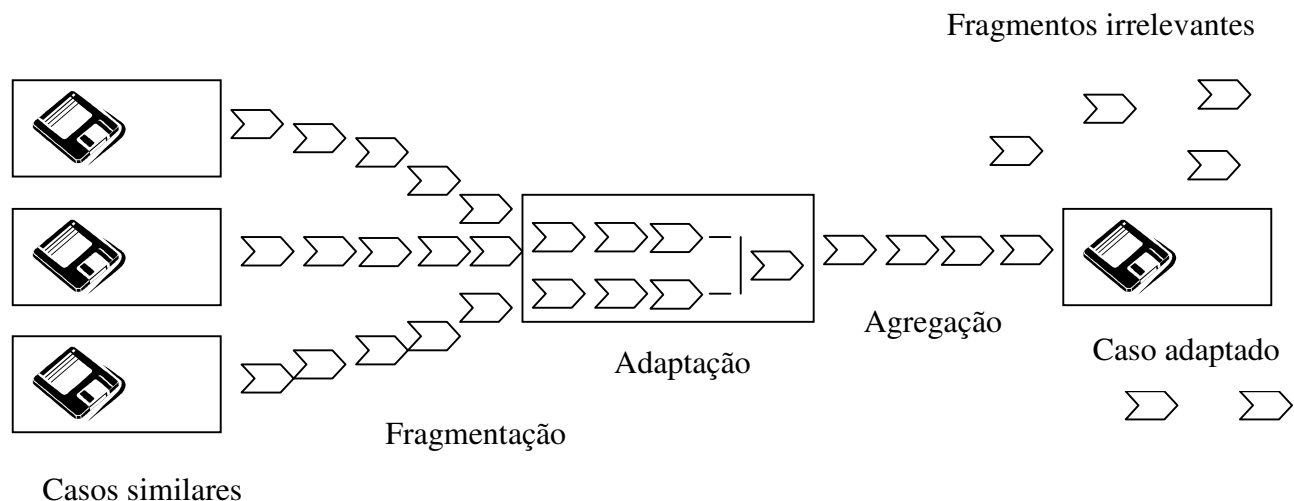 Fragmentos irrelevantes
Agregação
Caso adaptado
Adaptação
Fragmentação
Casos similares